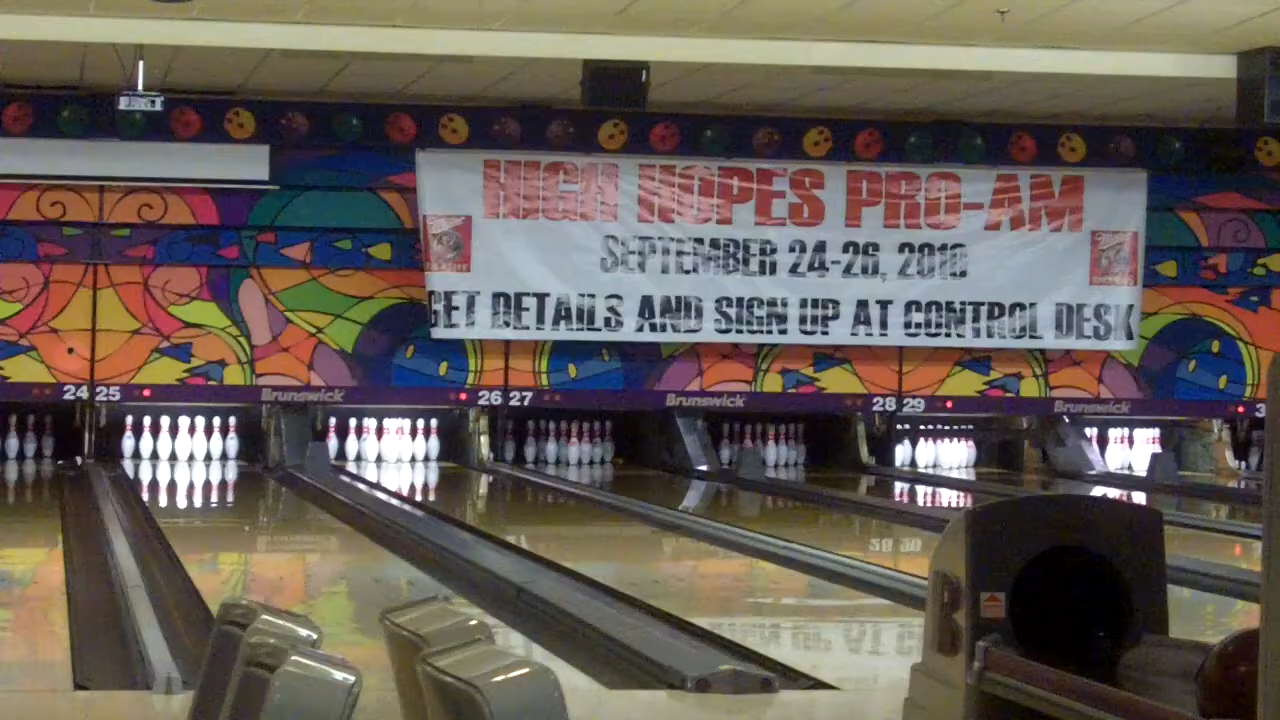 HIGH HOPES PRO-AM
SEPTEMBER 24-26, 2010
GET DETAILS AND SIGN UP AT CONTROL DESK
24 25 Brunswick 26 27 Brunswick 28 29 Brunswick 3